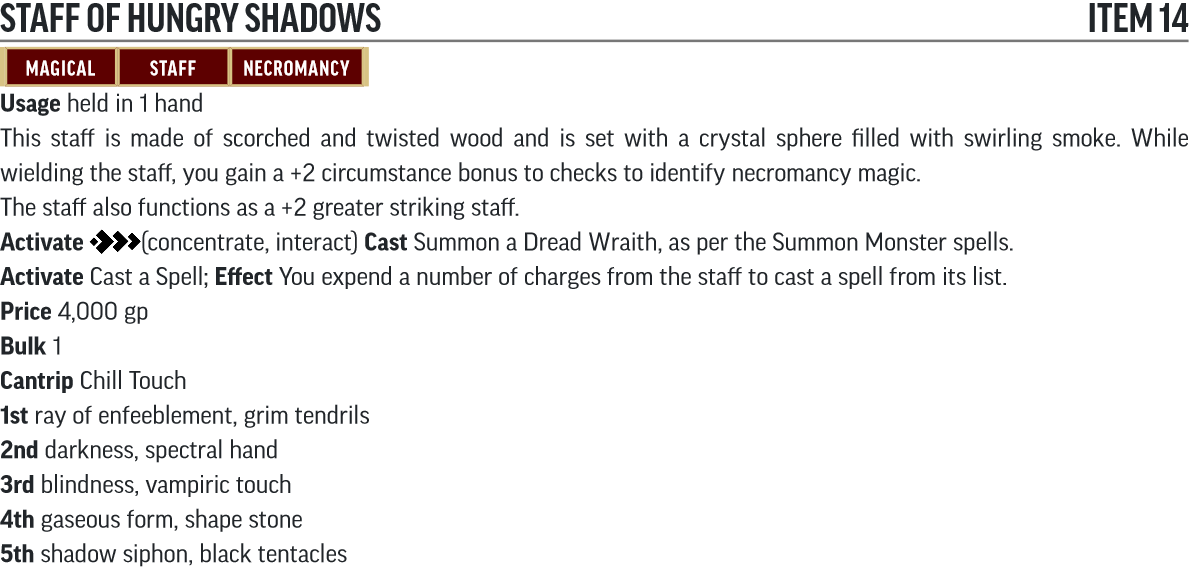 STAFF OF HUNGRY SHADOWS ITEM 14
MAGICAL STAFF NECROMANCY
Usage held in 1 hand
This staff is made of scorched and twisted wood and is set with a crystal sphere filled with swirling smoke. While
wielding the staff, you gain a +2 circumstance bonus to checks to identify necromancy magic.
The staff also functions as a +2 greater striking staff.
Activate (concentrate, interact) Cast Summon a Dread Wraith, as per the Summon Monster spells.
Activate Cast a Spell; Effect You expend a number of charges from the staff to cast a spell from its list.
Price 4,000 gp
Bulk 1
Cantrip Chill Touch
1st ray of enfeeblement, grim tendrils
2nd darkness, spectral hand
3rd blindness, vampiric touch
4th gaseous form, shape stone
5th shadow siphon, black tentacles